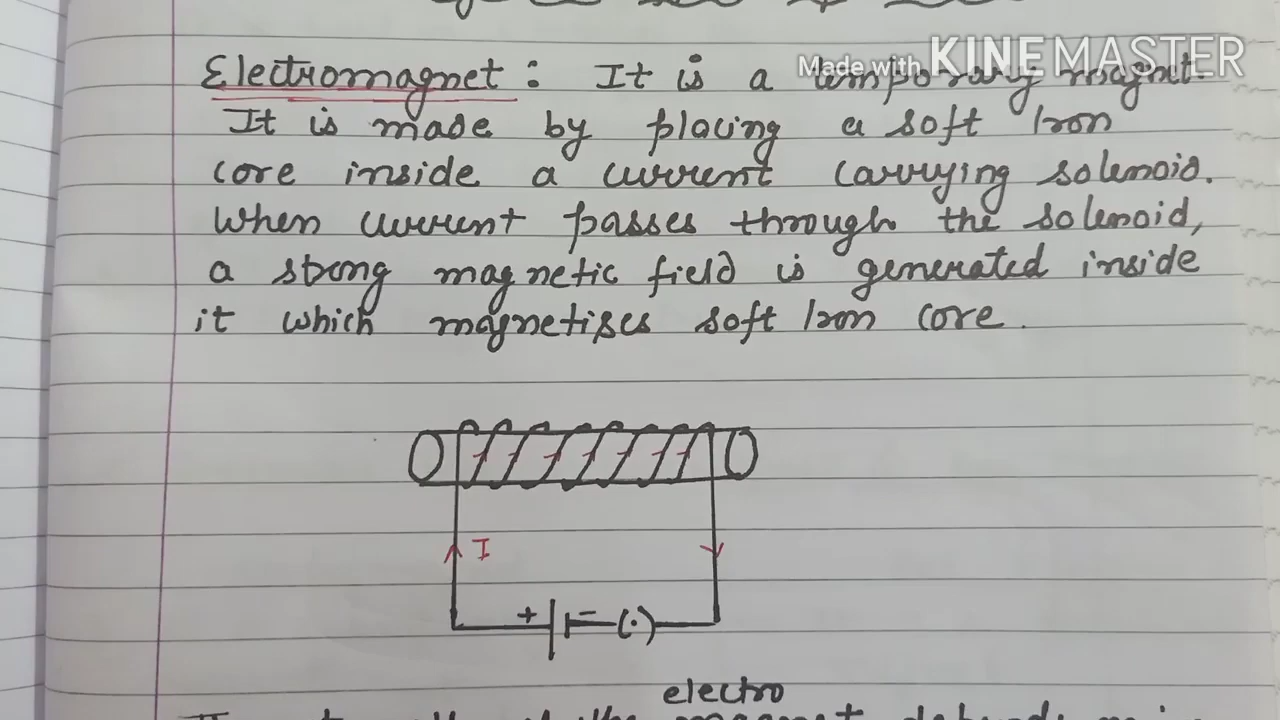 Made with KINEMASTER
Electromagnet : It is a temporary magnet.
It is made by placing a soft Iron
core inside a current carrying solenoid.
When current passes through the solenoid,
a strong magnetic field is generated inside
it which magnetises soft Iron core.
I
+ −
electro